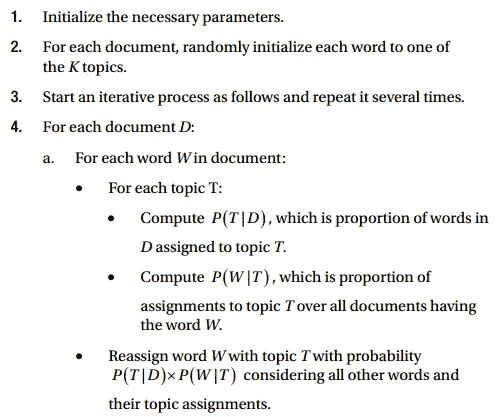 1. Initialize the necessary parameters.
2. For each document, randomly initialize each word to one of
the K topics.
3. Start an iterative process as follows and repeat it several times.
4. For each document D:
a. For each word W in document:
• For each topic T:
• Compute P(T|D), which is proportion of words in
D assigned to topic T.
• Compute P(W|T), which is proportion of
assignments to topic T over all documents having
the word W.
• Reassign word W with topic T with probability
P(T|D)×P(W|T) considering all other words and
their topic assignments.